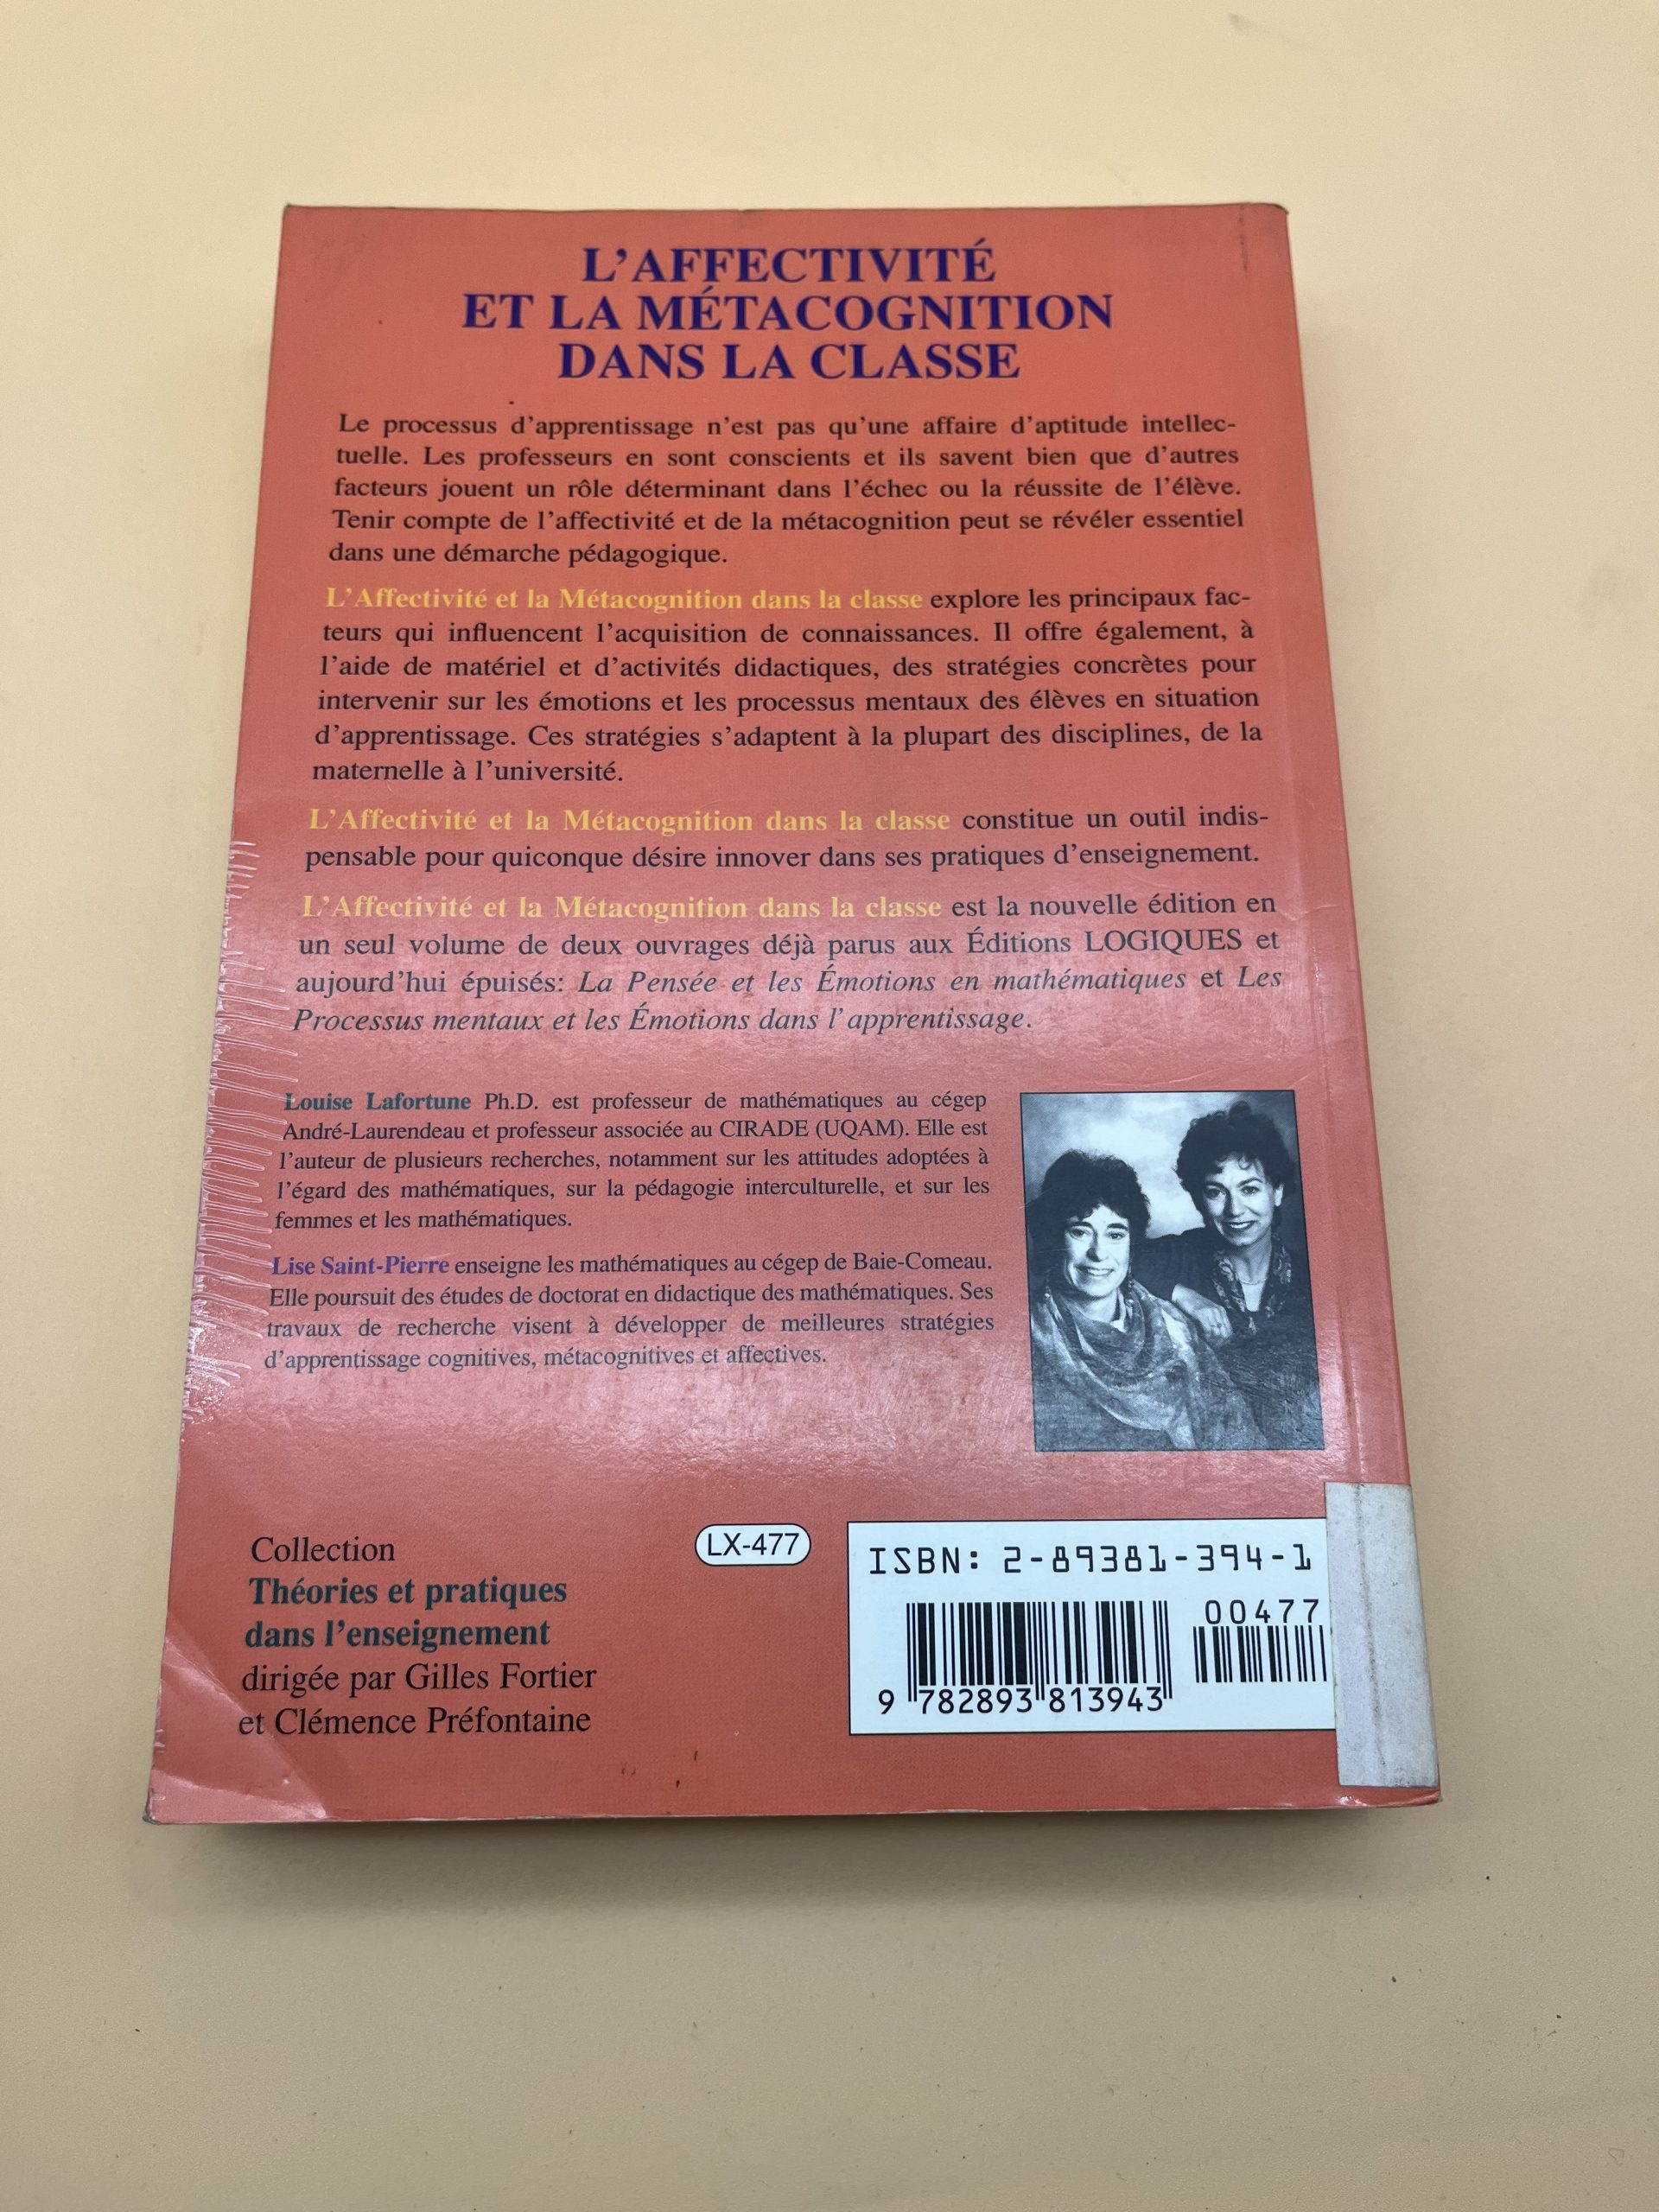 L'AFFECTIVITÉ
ET LA MÉTACOGNITION
DANS LA CLASSE
Le processus d'apprentissage n'est pas qu'une affaire d'aptitude intellec-
tuelle. Les professeurs en sont conscients et ils savent bien que d'autres
facteurs jouent un rôle déterminant dans l'échec ou la réussite de l'élève.
Tenir compte de l'affectivité et de la métacognition peut se révéler essentiel
dans une démarche pédagogique.
L'Affectivité et la Métacognition dans la classe explore les principaux fac-
teurs qui influencent l'acquisition de connaissances. Il offre également, à
l'aide de matériel et d'activités didactiques, des stratégies concrètes pour
intervenir sur les émotions et les processus mentaux des élèves en situation
d'apprentissage. Ces stratégies s'adaptent à la plupart des disciplines, de la
maternelle à l'université.
L'Affectivité et la Métacognition dans la classe constitue un outil indis-
pensable pour quiconque désire innover dans ses pratiques d'enseignement.
L'Affectivité et la Métacognition dans la classe est la nouvelle édition en
un seul volume de deux ouvrages déjà parus aux Éditions LOGIQUES et
aujourd'hui épuisés: La Pensée et les Émotions en mathématiques et Les
Processus mentaux et les Émotions dans l'apprentissage.
Louise Lafortune Ph.D. est professeur de mathématiques au cégep
André-Laurendeau et professeur associée au CIRADE (UQAM). Elle est
l'auteur de plusieurs recherches, notamment sur les attitudes adoptées à
l'égard des mathématiques, sur la pédagogie interculturelle, et sur les
femmes et les mathématiques.
Lise Saint-Pierre enseigne les mathématiques au cégep de Baie-Comeau.
Elle poursuit des études de doctorat en didactique des mathématiques. Ses
travaux de recherche visent à développer de meilleures stratégies
d'apprentissage cognitives, métacognitives et affectives.
Collection
Théories et pratiques
dans l'enseignement
dirigée par Gilles Fortier
et Clémence Préfontaine
LX-477
ISBN: 2-89381-394-1
00477
9 782893 813943